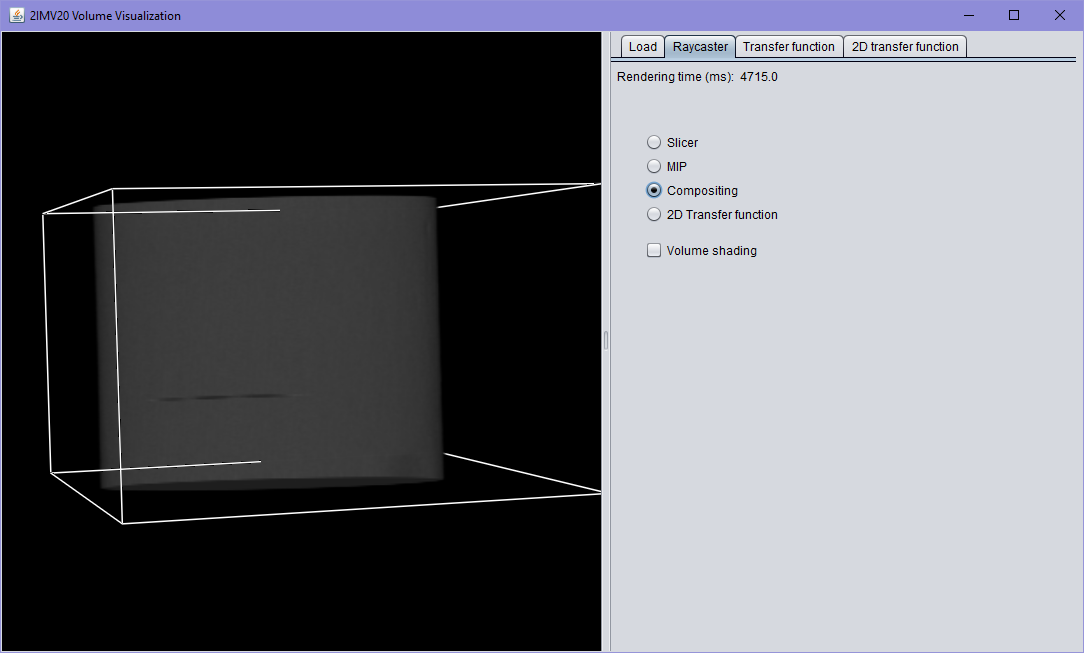 2IMV20 Volume Visualization
Load Raycaster Transfer function 2D transfer function
Rendering time (ms): 4715.0
Slicer
MIP
Compositing
2D Transfer function
Volume shading